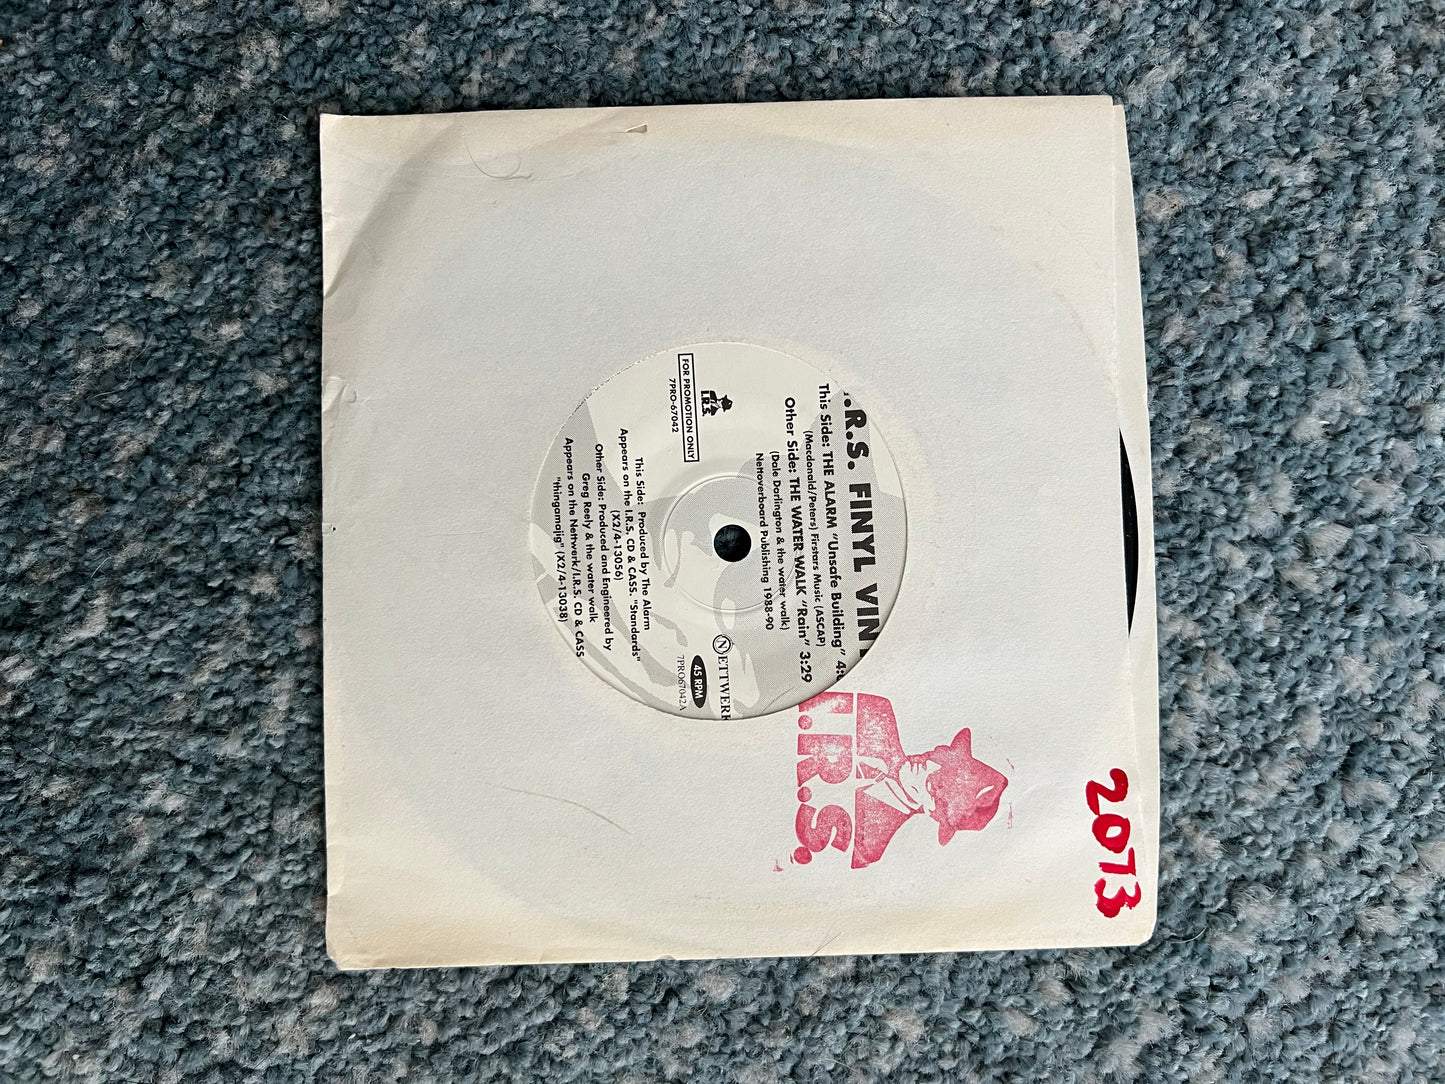 .R.S. FINYL VIN
This Side: THE ALARM "Unsafe Building" 4:
(Macdonald/Peters) Firstars Music (ASCAP)
Other Side: THE WATER WALK "Rain" 3:29
(Dale Darlington & the water walk)
Nettoverboard Publishing 1988-90
I.R.S.
NETTWERK
FOR PROMOTION ONLY
7PRO-67042
45 RPM
7PRO67042A
This Side: Produced by The Alarm
Appears on the I.R.S. CD & CASS. "Standards"
(X2/4-13056)
Other Side: Produced and Engineered by
Greg Reely & the water walk
Appears on the Nettwerk/I.R.S. CD & CASS
"thingamajig" (X2/4-13038)
I.R.S.
2073